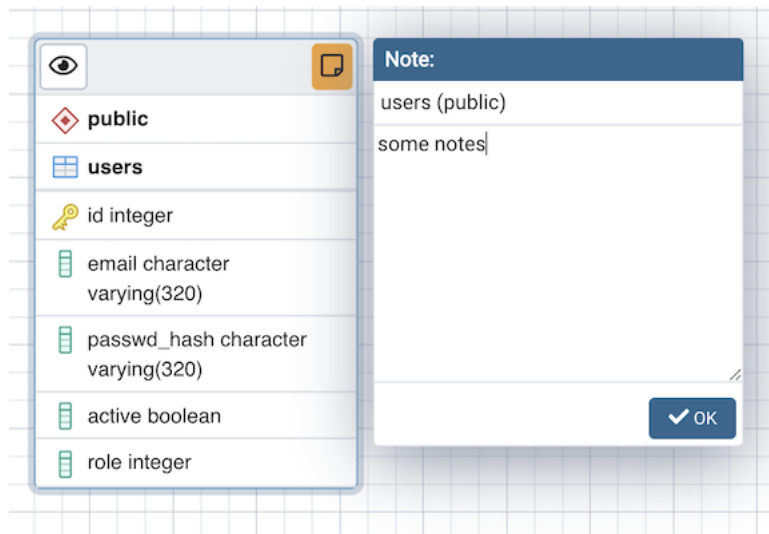 public
users
id integer
email character
varying(320)
passwd_hash character
varying(320)
active boolean
role integer
Note:
users (public)
some notes
OK